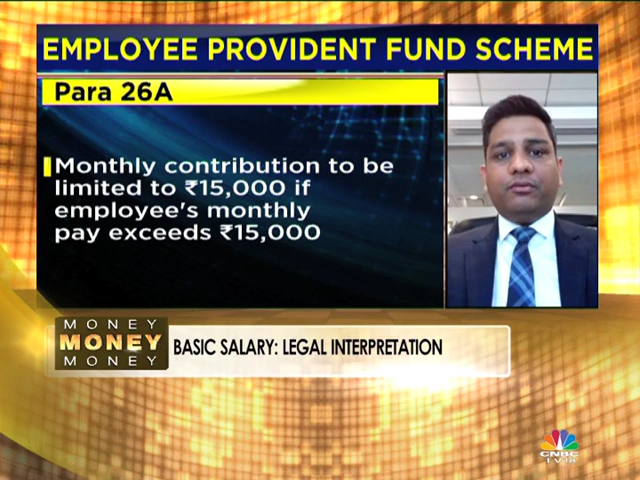 EMPLOYEE PROVIDENT FUND SCHEME
Para 26A
Monthly contribution to be
limited to ₹15,000 if
employee's monthly
pay exceeds ₹15,000
MONEY
MONEY
MONEY
BASIC SALARY: LEGAL INTERPRETATION
CNBC
TV18